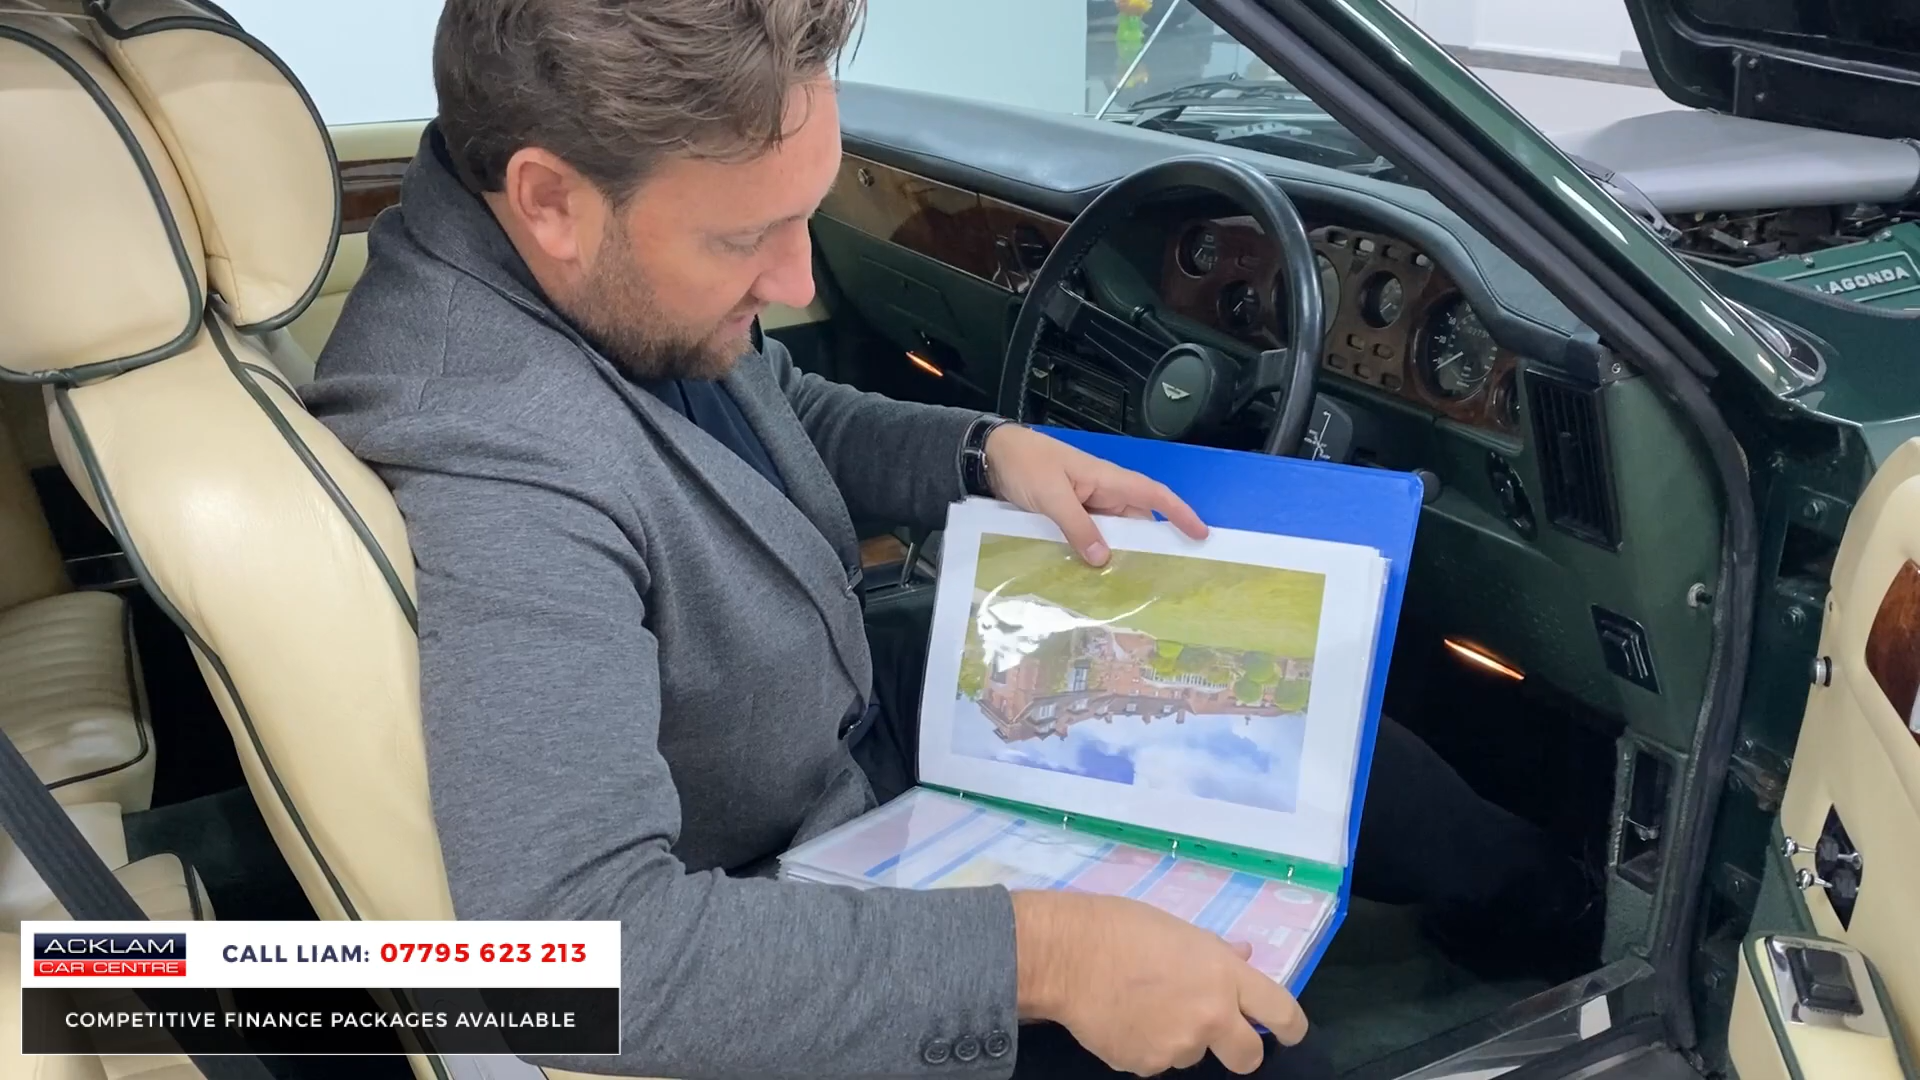 LAGONDA
ACKLAM
CAR CENTRE
CALL LIAM: 07795 623 213
COMPETITIVE FINANCE PACKAGES AVAILABLE